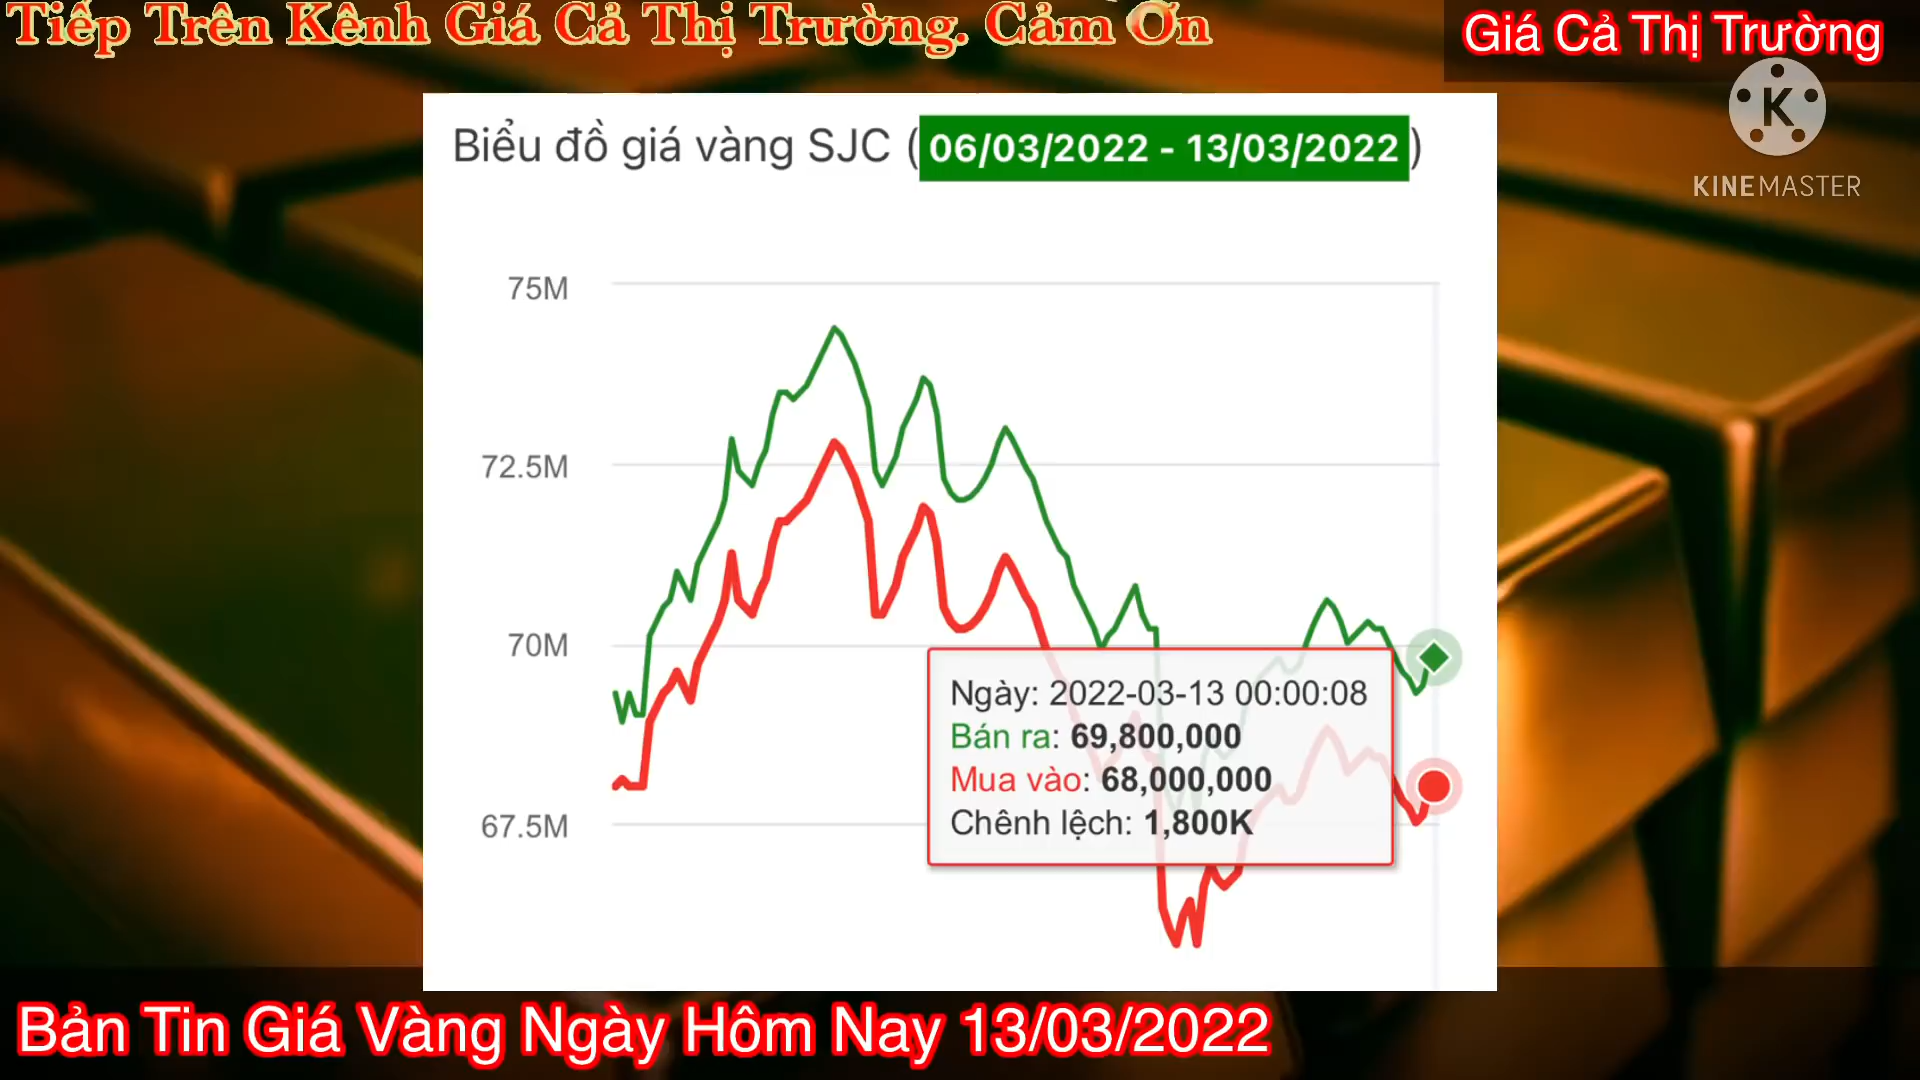 Tiếp Trên Kênh Giá Cả Thị Trường. Cảm Ơn
Giá Cả Thị Trường
K
KINEMASTER
Biểu đồ giá vàng SJC (06/03/2022 - 13/03/2022)
75M
72.5M
70M
67.5M
Ngày: 2022-03-13 00:00:08
Bán ra: 69,800,000
Mua vào: 68,000,000
Chênh lệch: 1,800K
Bản Tin Giá Vàng Ngày Hôm Nay 13/03/2022